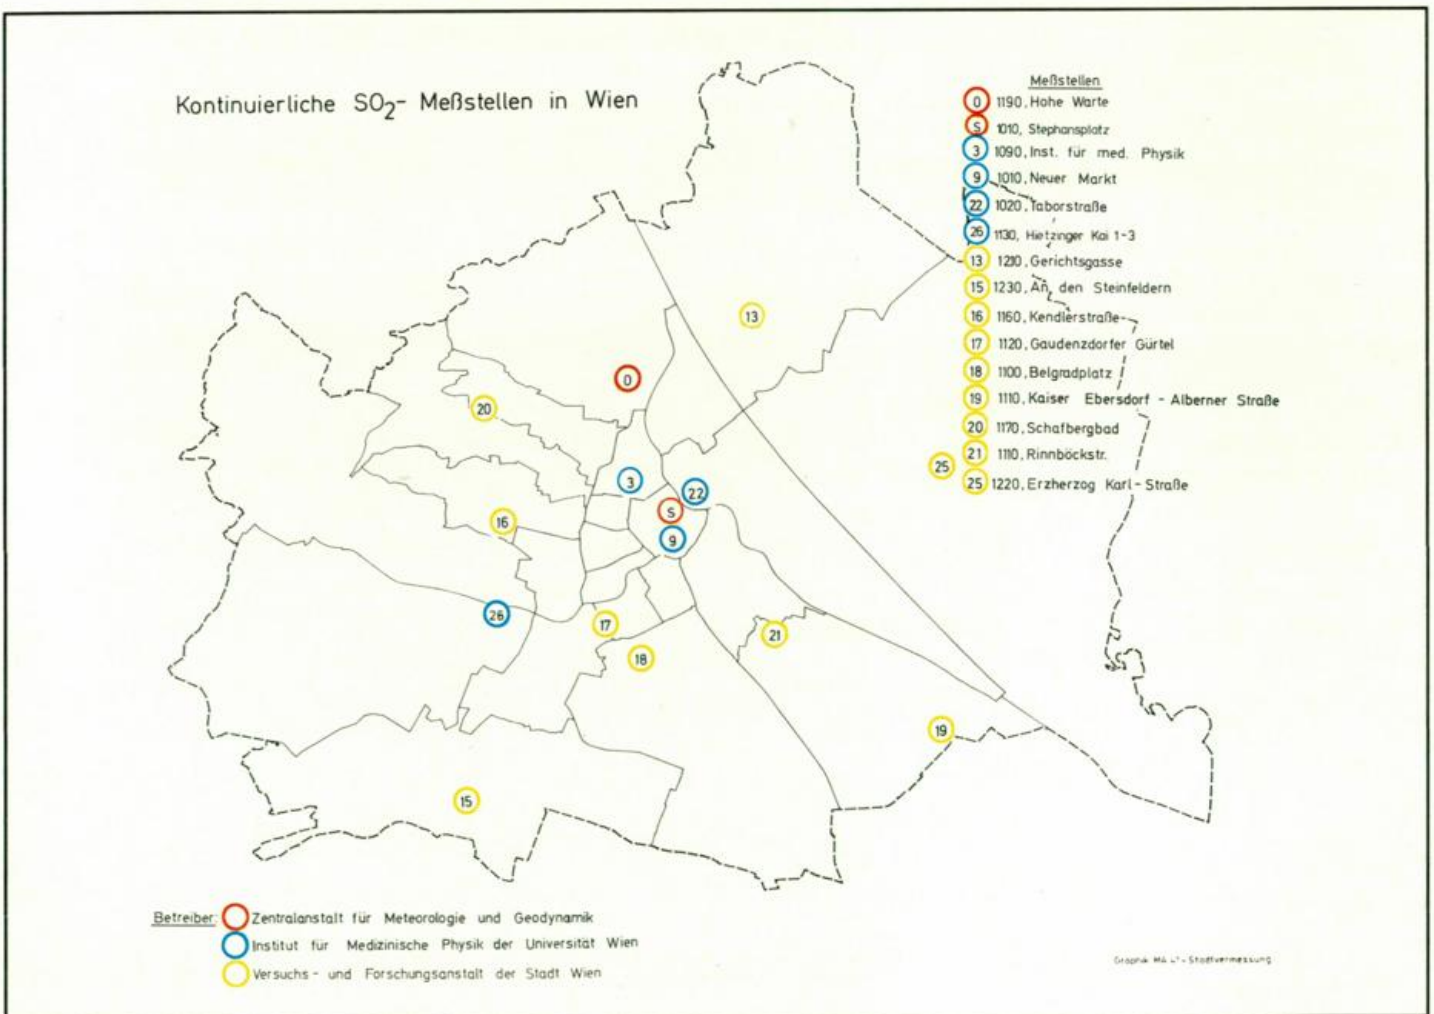 Kontinuierliche SO2- Meßstellen in Wien
Meßstellen
0 1190, Hohe Warte
S 1010, Stephansplatz
3 1090, Inst. für med. Physik
9 1010, Neuer Markt
22 1020, Taborstraße
26 1130, Hietzinger Kai 1-3
13 1210, Gerichtsgasse
15 1230, An den Steinfeldern
16 1160, Kendlerstraße
17 1120, Gaudenzdorfer Gürtel
18 1100, Belgradplatz
19 1110, Kaiser Ebersdorf - Alberner Straße
20 1170, Schafbergbad
21 1110, Rinnböckstr.
25 1220, Erzherzog Karl - Straße
13
0
20
25
3
22
S
16
9
26
17
21
18
19
15
Betreiber:
Zentralanstalt für Meteorologie und Geodynamik
Institut für Medizinische Physik der Universität Wien
Versuchs - und Forschungsanstalt der Stadt Wien
Graphik MA - Stadtvermessung